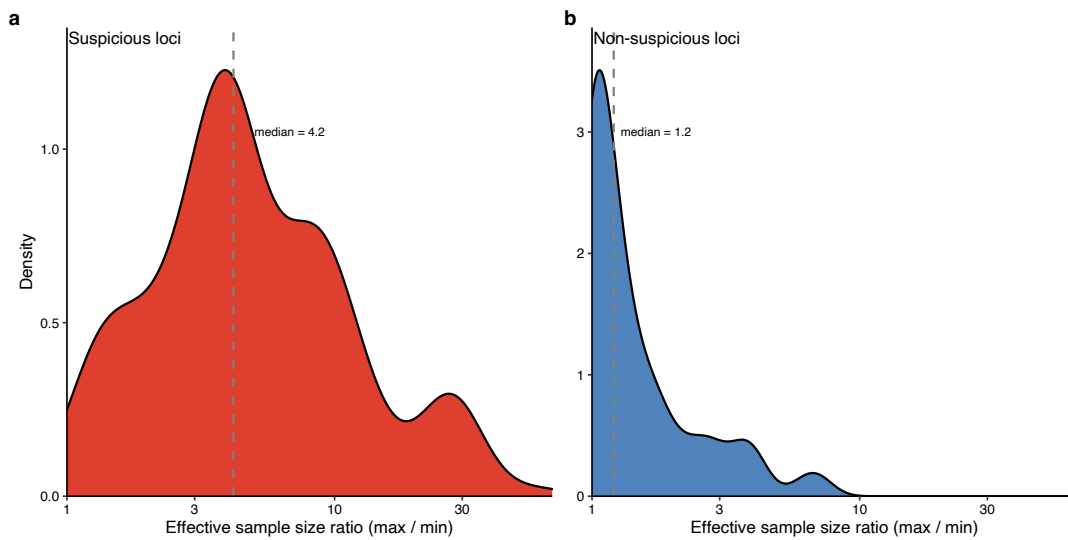 a
Suspicious loci
median = 4.2
Density
1.0
0.5
0.0
1
3
10
30
Effective sample size ratio (max / min)
b
Non-suspicious loci
median = 1.2
3
2
1
0
1
3
10
30
Effective sample size ratio (max / min)